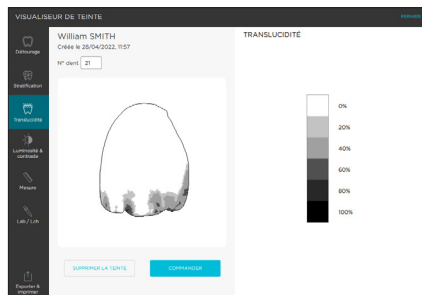 VISUALISEUR DE TEINTE
FERMER
Détourage
Stratification
Translucidité
Luminosité &
contraste
Mesure
Lab / Lch
Exporter &
imprimer
William SMITH
Créée le 28/04/2022, 11:57
N° dent 21
SUPPRIMER LA TEINTE
COMMANDER
TRANSLUCIDITÉ
0%
20%
40%
60%
80%
100%